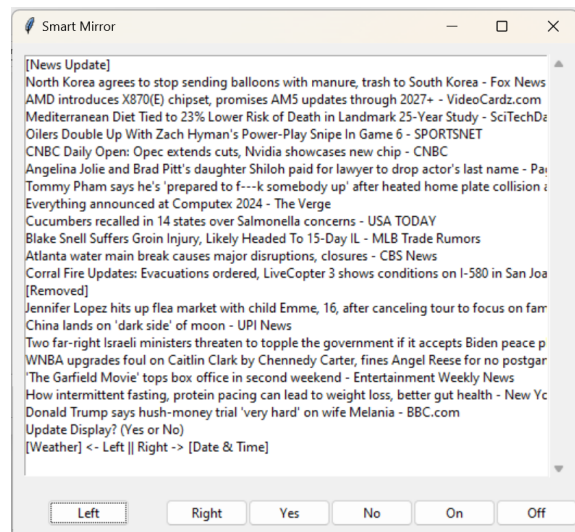 Smart Mirror
[News Update]
North Korea agrees to stop sending balloons with manure, trash to South Korea - Fox News
AMD introduces X870(E) chipset, promises AM5 updates through 2027+ - VideoCardz.com
Mediterranean Diet Tied to 23% Lower Risk of Death in Landmark 25-Year Study - SciTechDa
Oilers Double Up With Zach Hyman's Power-Play Snipe In Game 6 - SPORTSNET
CNBC Daily Open: Opec extends cuts, Nvidia showcases new chip - CNBC
Angelina Jolie and Brad Pitt's daughter Shiloh paid for lawyer to drop actor's last name - Pa
Tommy Pham says he's 'prepared to f---k somebody up' after heated home plate collision
Everything announced at Computex 2024 - The Verge
Cucumbers recalled in 14 states over Salmonella concerns - USA TODAY
Blake Snell Suffers Groin Injury, Likely Headed To 15-Day IL - MLB Trade Rumors
Atlanta water main break causes major disruptions, closures - CBS News
Corral Fire Updates: Evacuations ordered, LiveCopter 3 shows conditions on I-580 in San Joa
[Removed]
Jennifer Lopez hits up flea market with child Emme, 16, after canceling tour to focus on fam
China lands on 'dark side' of moon - UPI News
Two far-right Israeli ministers threaten to topple the government if it accepts Biden peace p
WNBA upgrades foul on Caitlin Clark by Chennedy Carter, fines Angel Reese for no postgar
'The Garfield Movie' tops box office in second weekend - Entertainment Weekly News
How intermittent fasting, protein pacing can lead to weight loss, better gut health - New Yo
Donald Trump says hush-money trial 'very hard' on wife Melania - BBC.com
Update Display? (Yes or No)
[Weather] <- Left || Right -> [Date & Time]
Left Right Yes No On Off